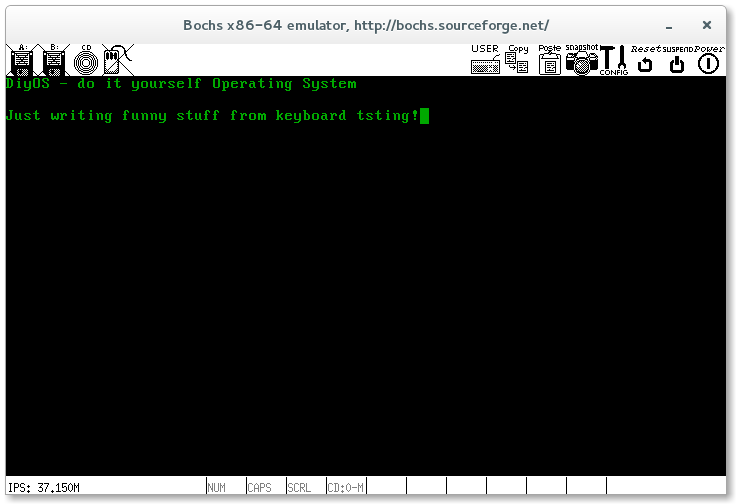 Bochs x86-64 emulator, http://bochs.sourceforge.net/
A: B: CD USER Copy Paste snapshot CONFIG Reset SUSPEND Power
DiyOS - do it yourself Operating System
Just writing funny stuff from keyboard tsting!
IPS: 37.150M NUM CAPS SCRL CD:0-M